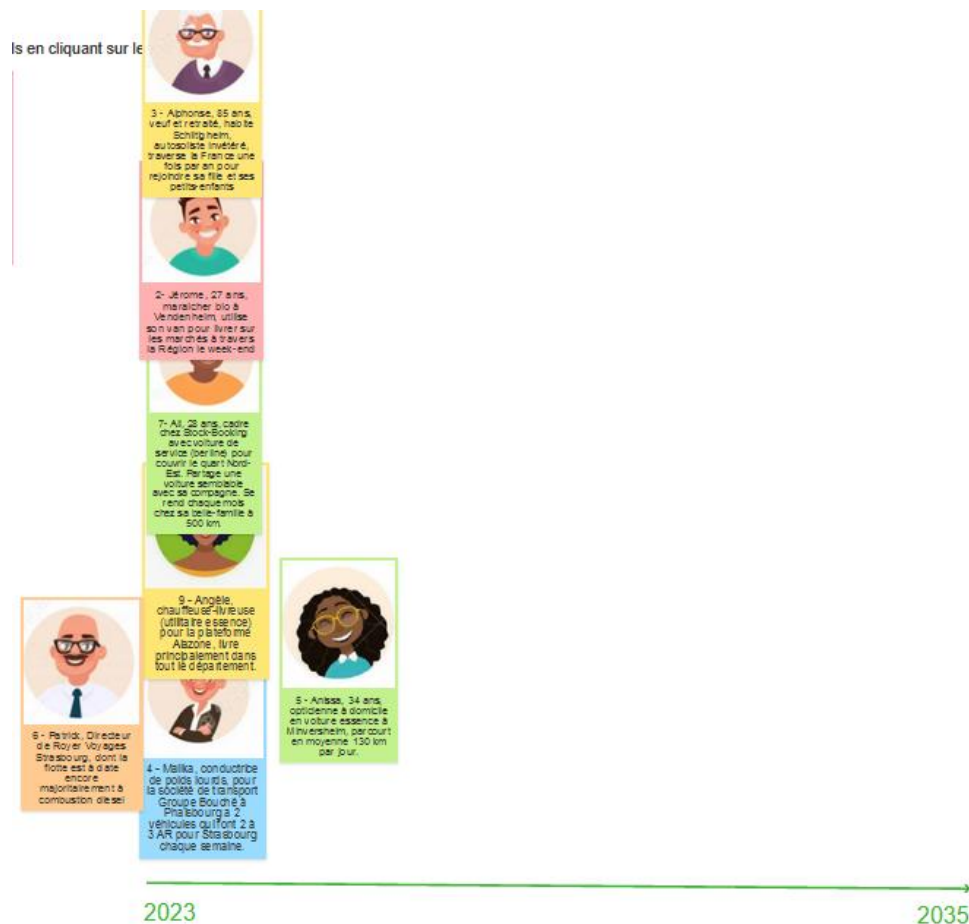 ls en cliquant sur le
3 - Alphonse, 85 ans,
veuf et retraité, habite
Schiltigheim,
autosoliste invétéré,
traverse la France une
fois par an pour
rejoindre sa fille et ses
petits-enfants
2- Jérome, 27 ans,
maraicher bio à
Vendenheim, utilise
son van pour livrer sur
les marchés à travers
la Région le week-end
7- Ali, 28 ans, cadre
chez Stock-Booking
avec voiture de
service (berline) pour
couvrir le quart Nord-
Est. Partage une
voiture semblable
avec sa compagne. Se
rend chaque mois
chez sa belle-famille à
500 km.
9 - Angèle,
chauffeuse-livreuse
(utilitaire essence)
pour la plateforme
Alazone, livre
principalement dans
tout le département.
5 - Anissa, 34 ans,
opticienne à domicile
en voiture essence à
Minversheim, parcourt
en moyenne 130 km
par jour.
6 - Patrick, Directeur
de Royer Voyages
Strasbourg, dont la
flotte est à date
encore
majoritairement à
combustion diesel
4 - Malika, conductrice
de poids lourds, pour
la société de transport
Groupe Bouché à
Phalsbourg a 2
véhicules qui font 2 à
3 AR pour Strasbourg
chaque semaine.
2023
2035